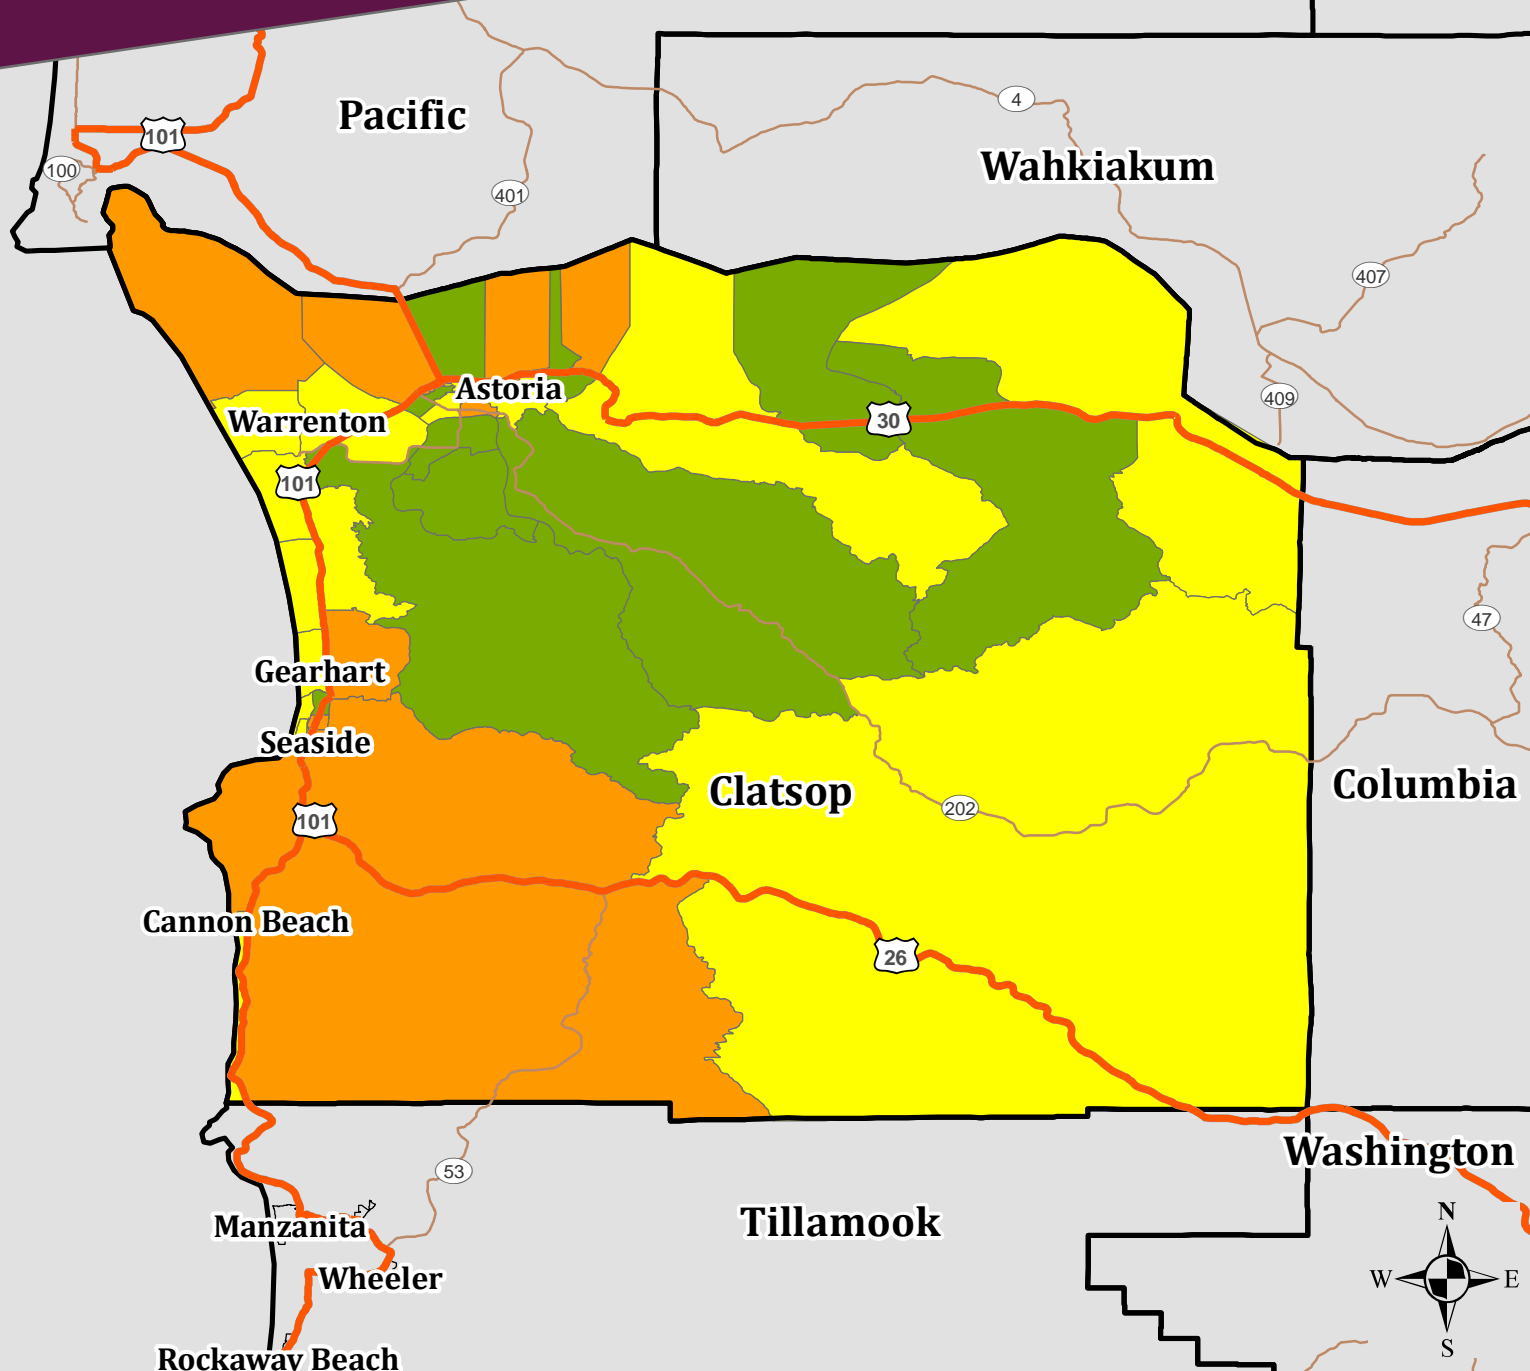 4
Pacific
101
Wahkiakum
100
401
407
409
Astoria
Warrenton
30
101
47
Gearhart
Seaside
Clatsop
Columbia
202
101
Cannon Beach
26
Washington
53
N
Manzanita
Tillamook
Wheeler
W
E
S
Rockaway Beach